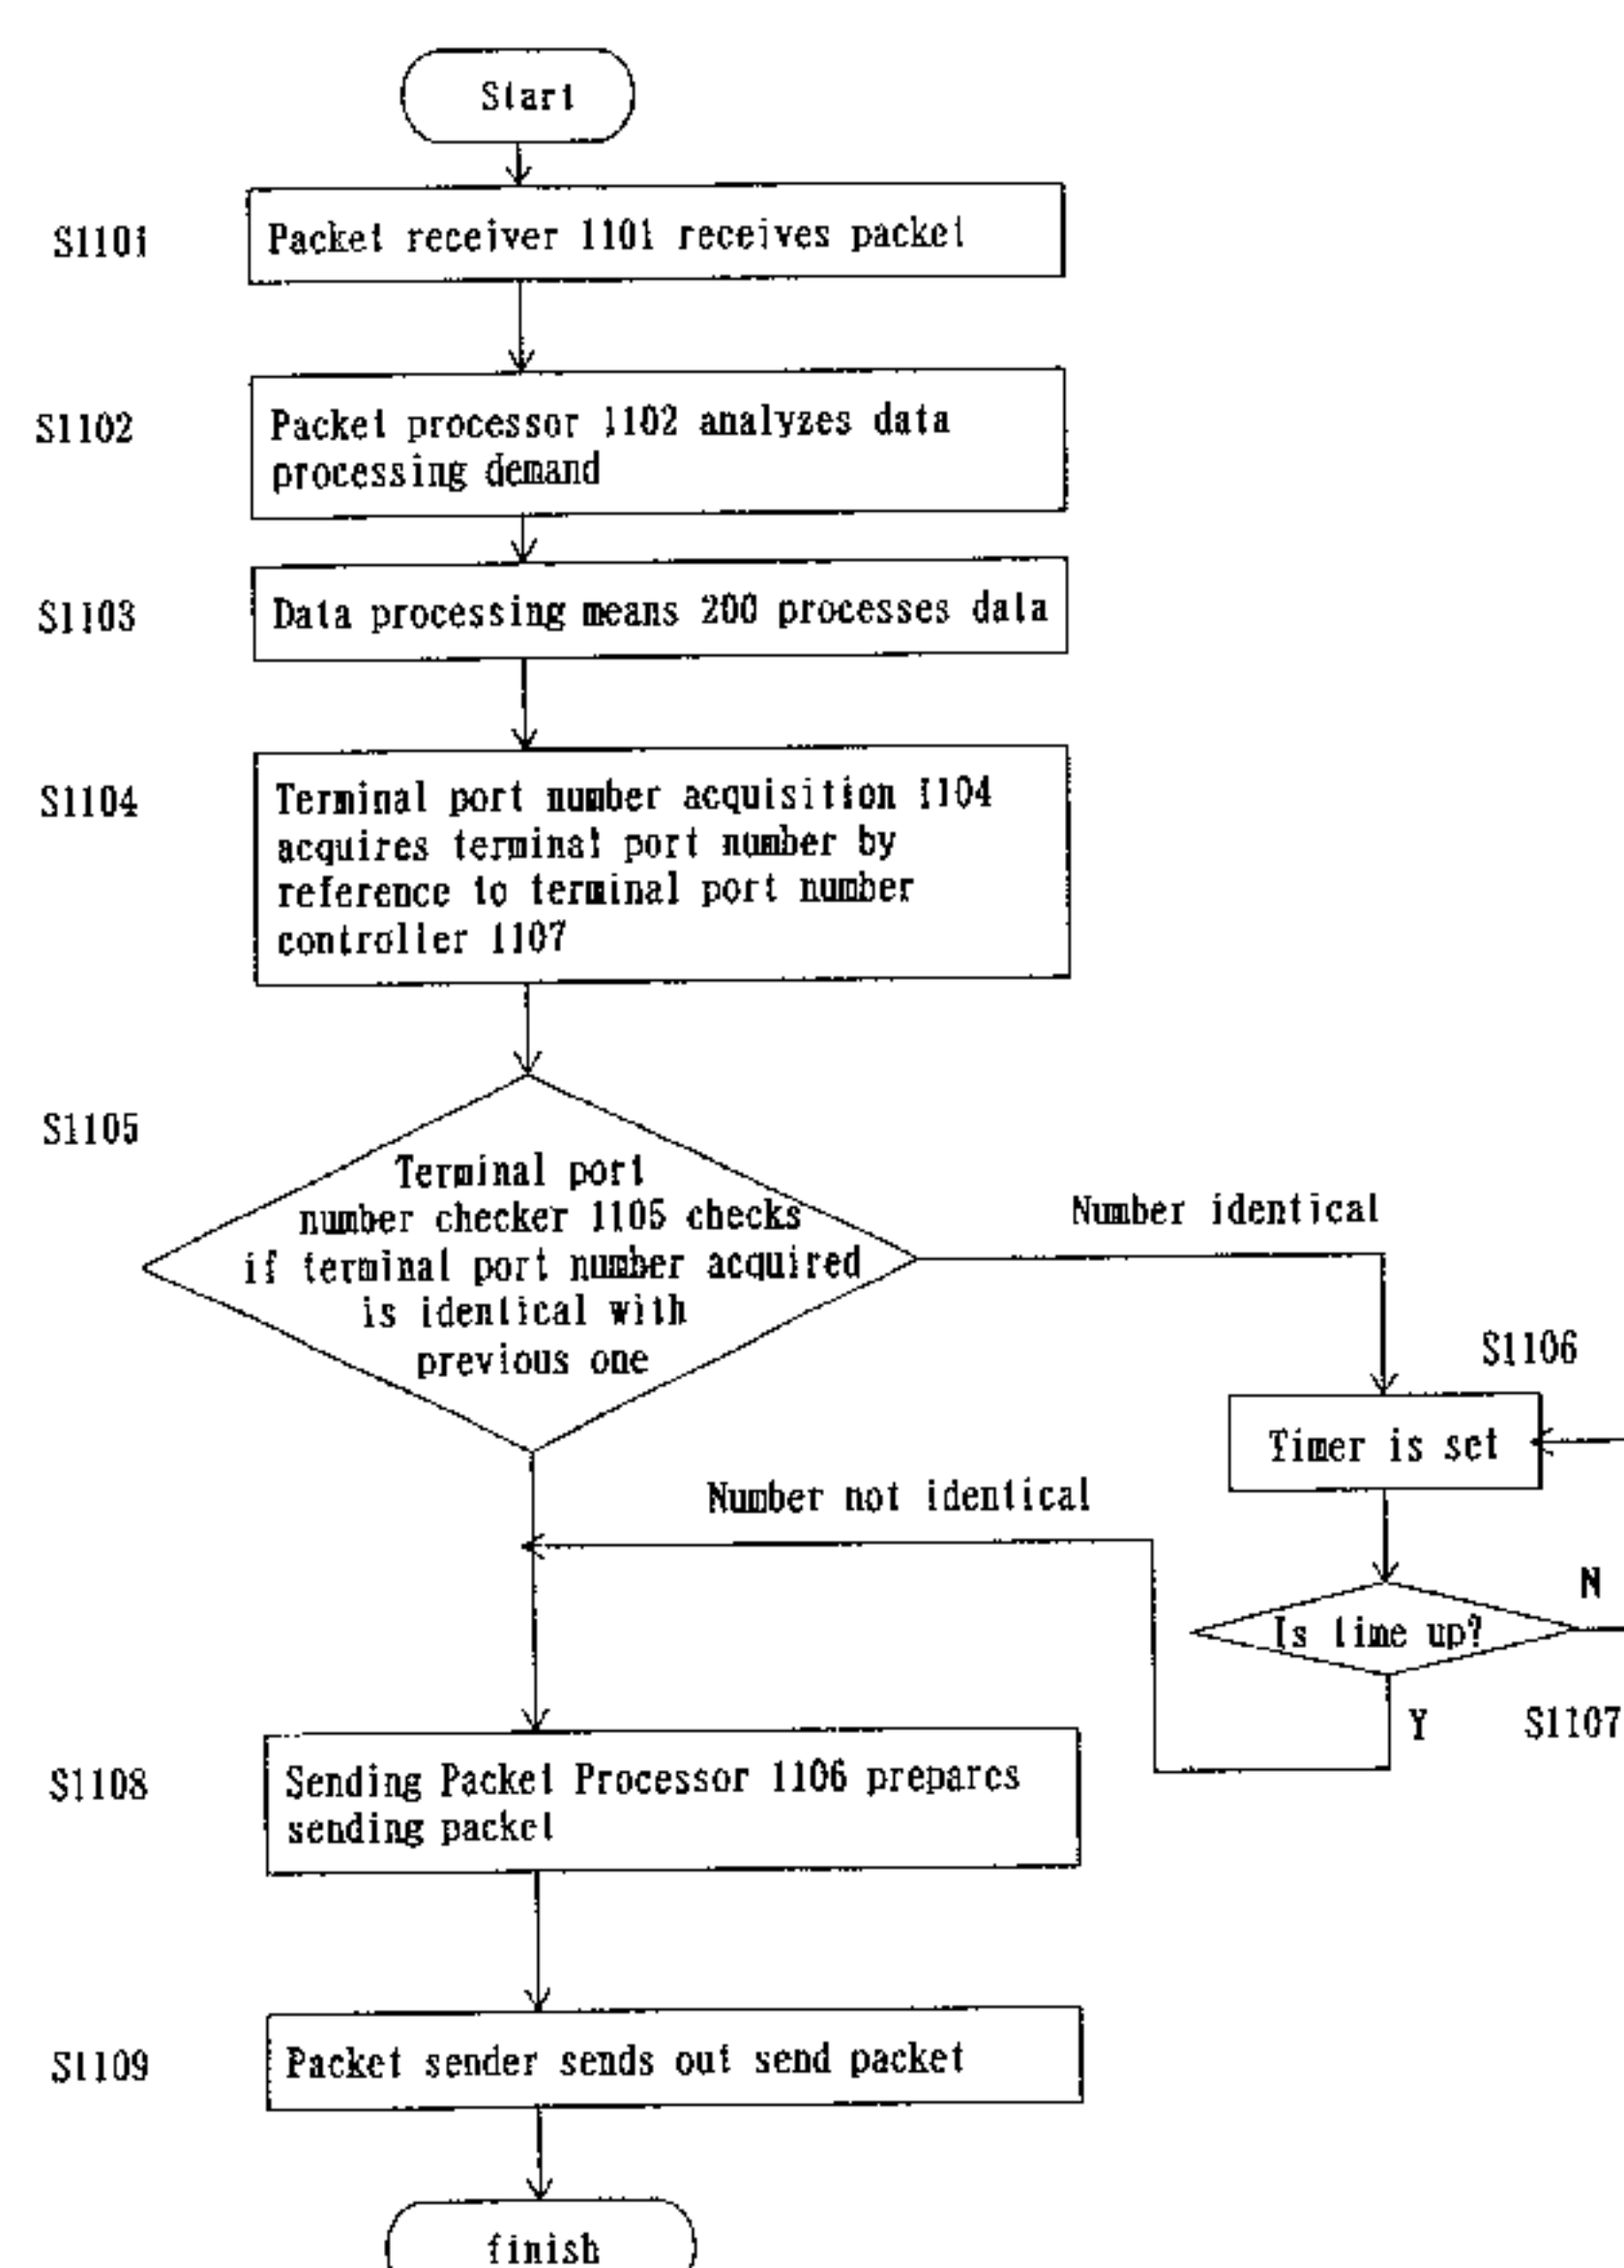 Start
S1101
Packet receiver 1101 receives packet
S1102
Packet processor 1102 analyzes data
processing demand
S1103
Data processing means 200 processes data
S1104
Terminal port number acquisition 1104
acquires terminal port number by
reference to terminal port number
controller 1107
S1105
Terminal port
number checker 1105 checks
if terminal port number acquired
is identical with
previous one
Number identical
S1106
Timer is set
Number not identical
N
Is time up?
Y
S1107
S1108
Sending Packet Processor 1106 prepares
sending packet
S1109
Packet sender sends out send packet
finish